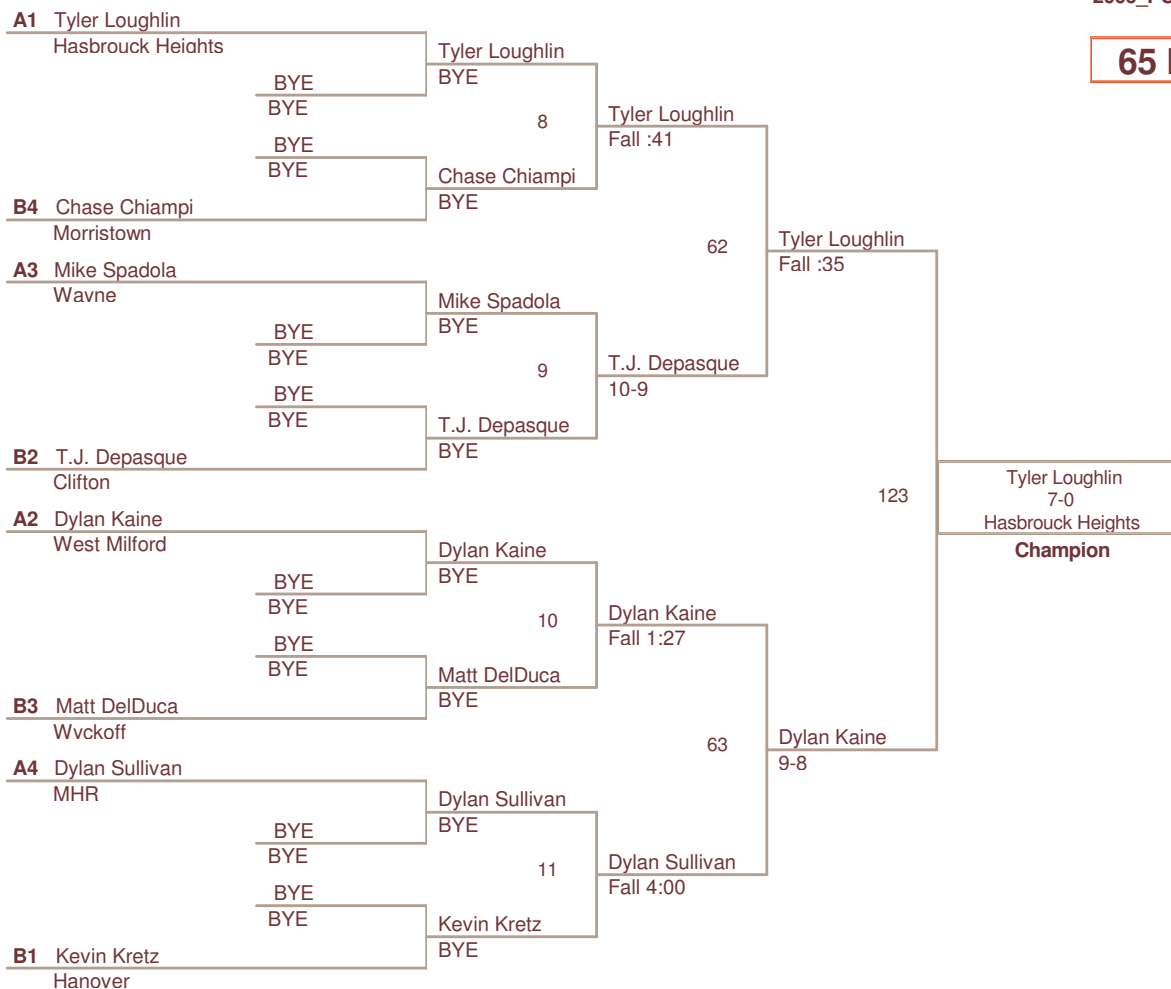 A1 Tyler Loughlin
Hasbrouck Heights
Tyler Loughlin
BYE
BYE
BYE
8
Tyler Loughlin
Fall :41
BYE
BYE
Chase Chiampi
BYE
B4 Chase Chiampi
Morristown
62
Tyler Loughlin
Fall :35
A3 Mike Spadola
Wayne
Mike Spadola
BYE
BYE
BYE
9
T.J. Depasque
10-9
BYE
BYE
T.J. Depasque
BYE
B2 T.J. Depasque
Clifton
123
Tyler Loughlin
7-0
Hasbrouck Heights
Champion
A2 Dylan Kaine
West Milford
Dylan Kaine
BYE
BYE
BYE
10
Dylan Kaine
Fall 1:27
BYE
BYE
Matt DelDuca
BYE
B3 Matt DelDuca
Wyckoff
63
Dylan Kaine
9-8
A4 Dylan Sullivan
MHR
Dylan Sullivan
BYE
BYE
BYE
11
Dylan Sullivan
Fall 4:00
BYE
BYE
Kevin Kretz
BYE
B1 Kevin Kretz
Hanover
65